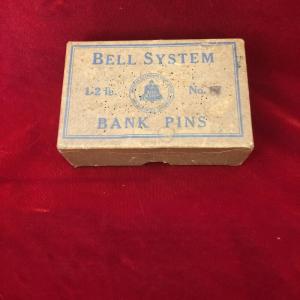 BELL SYSTEM
1-2 lb. No.
BANK PINS